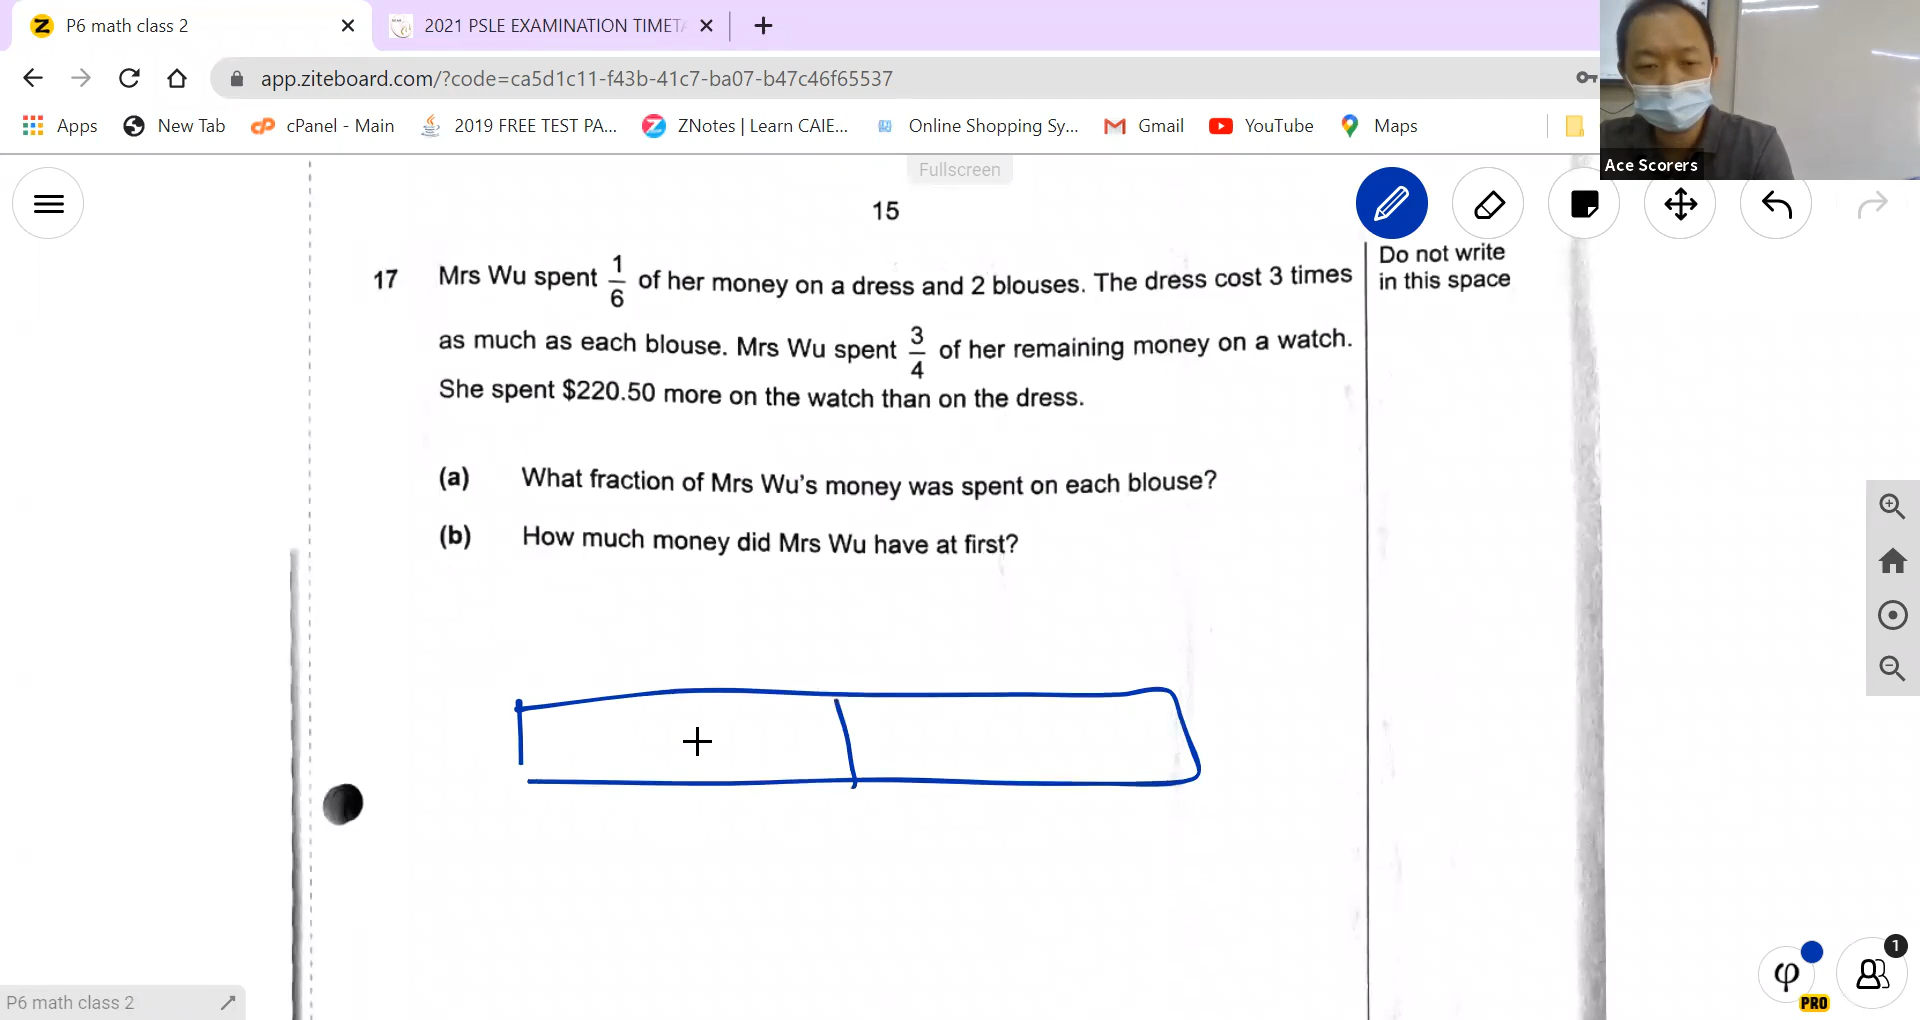 P6 math class 2
2021 PSLE EXAMINATION TIMET
app.ziteboard.com/?code=ca5d1c11-f43b-41c7-ba07-b47c46f65537
Apps New Tab cPanel - Main 2019 FREE TEST PA... ZNotes | Learn CAIE... Online Shopping Sy... Gmail YouTube Maps
Ace Scorers
Fullscreen
15
Do not write
in this space
17 Mrs Wu spent 1/6 of her money on a dress and 2 blouses. The dress cost 3 times
as much as each blouse. Mrs Wu spent 3/4 of her remaining money on a watch.
She spent $220.50 more on the watch than on the dress.
(a) What fraction of Mrs Wu's money was spent on each blouse?
(b) How much money did Mrs Wu have at first?
1
φ
PRO
P6 math class 2